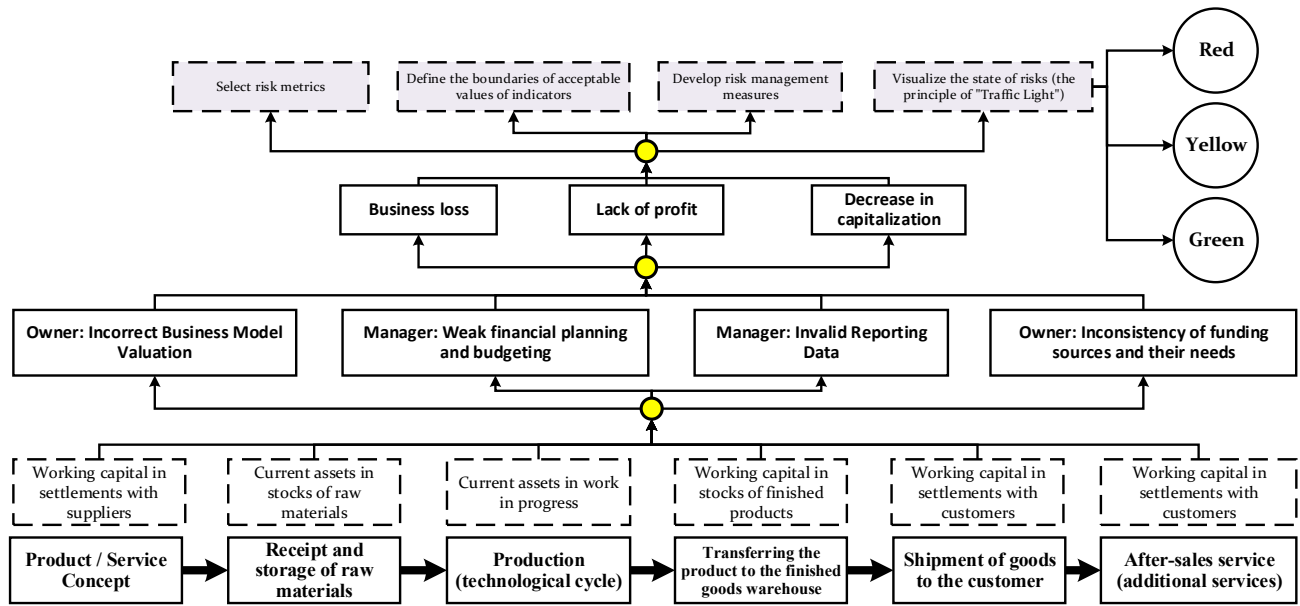 Red
Select risk metrics
Define the boundaries of acceptable
values of indicators
Develop risk management
measures
Visualize the state of risks (the
principle of "Traffic Light")
Yellow
Business loss
Lack of profit
Decrease in
capitalization
Green
Owner: Incorrect Business Model
Valuation
Manager: Weak financial planning
and budgeting
Manager: Invalid Reporting
Data
Owner: Inconsistency of funding
sources and their needs
Working capital in
settlements with
suppliers
Current assets in
stocks of raw
materials
Current assets in work
in progress
Working capital in
stocks of finished
products
Working capital in
settlements with
customers
Working capital in
settlements with
customers
Product / Service
Concept
Receipt and
storage of raw
materials
Production
(technological cycle)
Transferring the
product to the finished
goods warehouse
Shipment of goods
to the customer
After-sales service
(additional services)